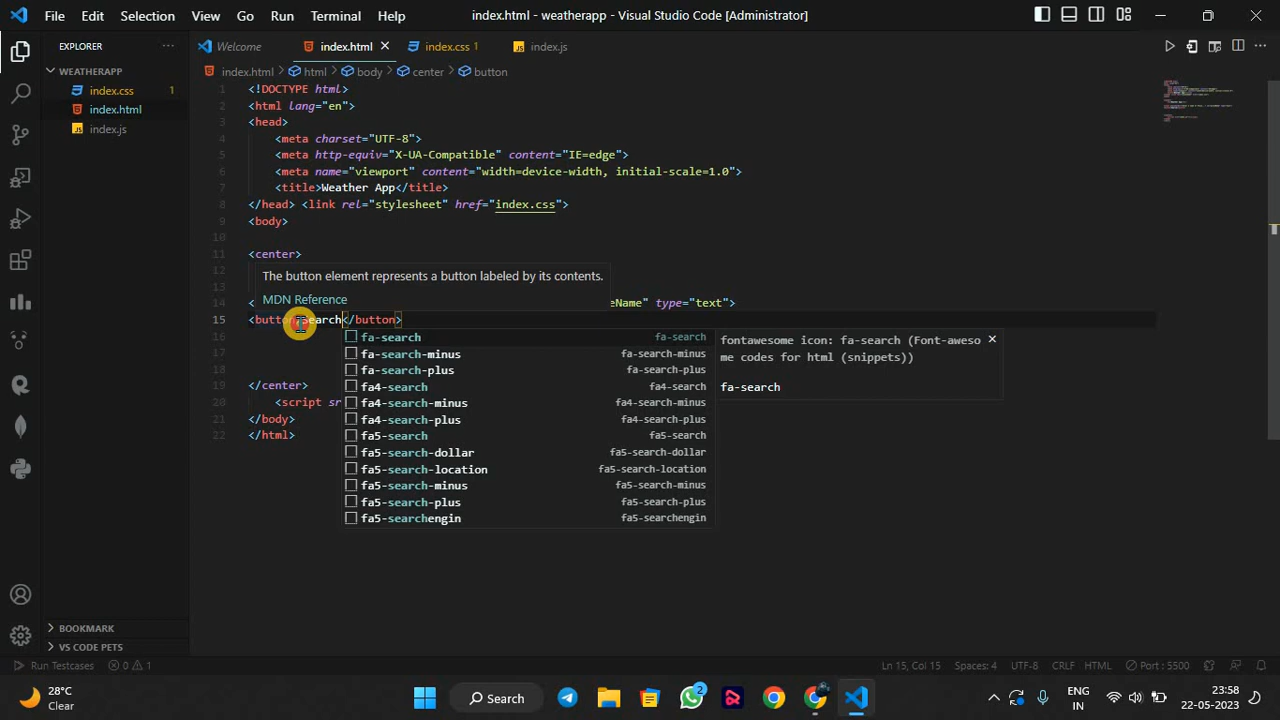 File Edit Selection View Go Run Terminal Help
index.html - weatherapp - Visual Studio Code [Administrator]
EXPLORER
WEATHERAPP
index.css 1
index.html
index.js
BOOKMARK
VS CODE PETS
Welcome
index.html
index.css 1
index.js
index.html > html > body > center > button
1 <!DOCTYPE html>
2 <html lang="en">
3 <head>
4 <meta charset="UTF-8">
5 <meta http-equiv="X-UA-Compatible" content="IE=edge">
6 <meta name="viewport" content="width=device-width, initial-scale=1.0">
7 <title>Weather App</title>
8 </head> <link rel="stylesheet" href="index.css">
9 <body>
10
11 <center>
12
The button element represents a button labeled by its contents.
13
MDN Reference
14 < eName" type="text">
15 <button search</button>
16
17
18
19 </center>
20 <script sr
21 </body>
22 </html>
fa-search fa-search
fa-search-minus fa-search-minus
fa-search-plus fa-search-plus
fa4-search fa4-search
fa4-search-minus fa4-search-minus
fa4-search-plus fa4-search-plus
fa5-search fa5-search
fa5-search-dollar fa5-search-dollar
fa5-search-location fa5-search-location
fa5-search-minus fa5-search-minus
fa5-search-plus fa5-search-plus
fa5-searchengin fa5-searchengin
fontawesome icon: fa-search (Font-aweso
me codes for html (snippets))
fa-search
Run Testcases 0 1
Ln 15, Col 15 Spaces: 4 UTF-8 CRLF HTML Port : 5500
28°C
Clear
Search
2
ENG
IN
23:58
22-05-2023